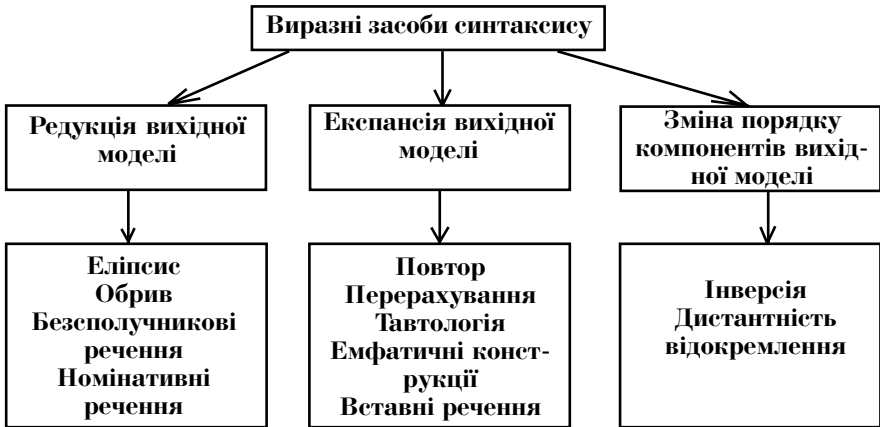 Виразні засоби синтаксису
Редукція вихідної
моделі
Експансія вихідної
моделі
Зміна порядку
компонентів вихід-
ної моделі
Еліпсис
Обрив
Безсполучникові
речення
Номінативні
речення
Повтор
Перерахування
Тавтологія
Емфатичні конст-
рукції
Вставні речення
Інверсія
Дистантність
відокремлення